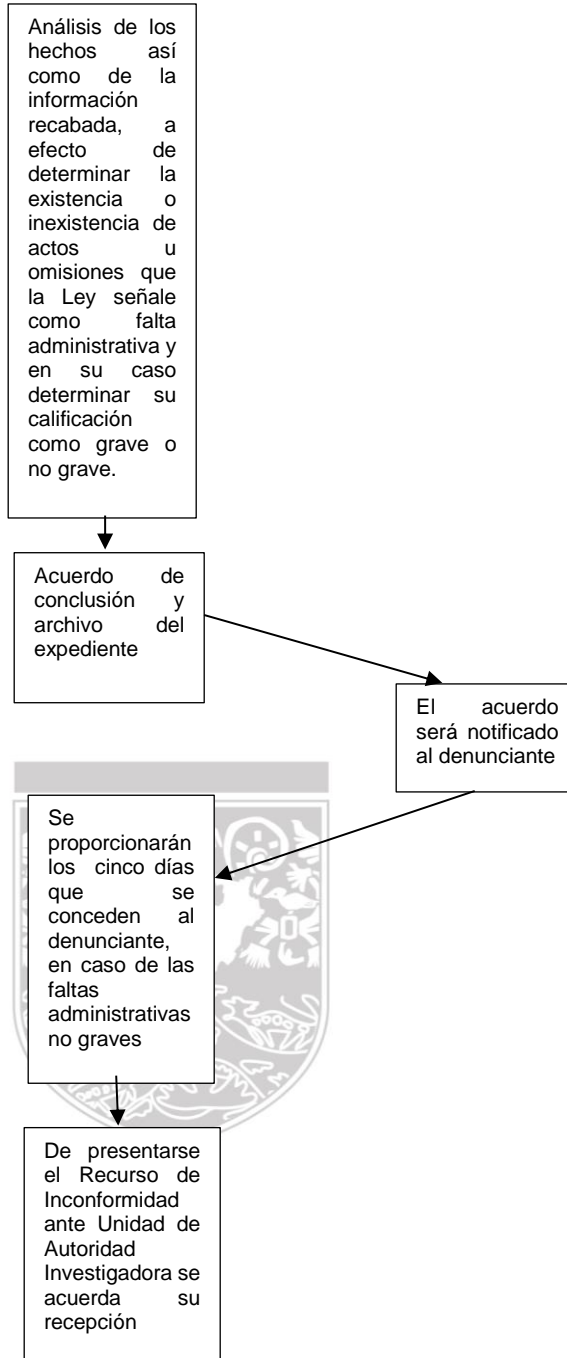 Análisis de los
hechos así
como de la
información
recabada, a
efecto de
determinar la
existencia o
inexistencia de
actos u
omisiones que
la Ley señale
como falta
administrativa y
en su caso
determinar su
calificación
como grave o
no grave.
Acuerdo de
conclusión y
archivo del
expediente
El acuerdo
será notificado
al denunciante
Se
proporcionarán
los cinco días
que se
conceden al
denunciante,
en caso de las
faltas
administrativas
no graves
De presentarse
el Recurso de
Inconformidad
ante Unidad de
Autoridad
Investigadora se
acuerda su
recepción